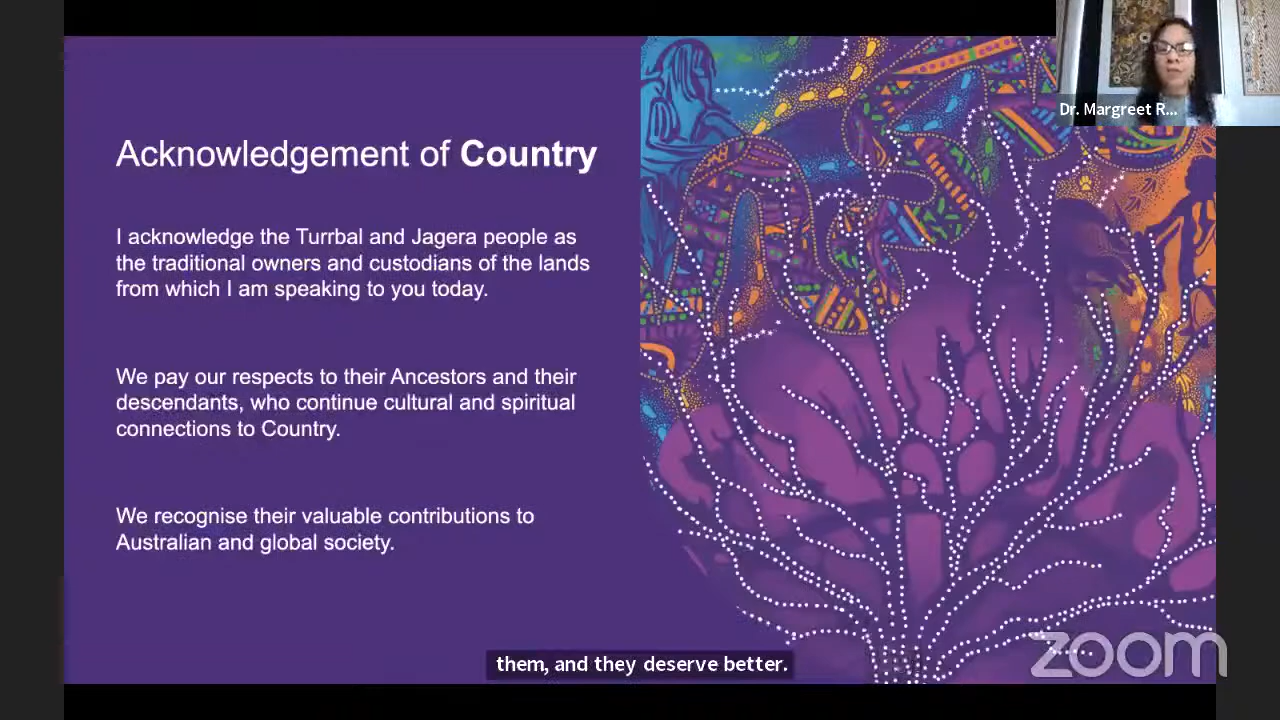 Acknowledgement of Country
I acknowledge the Turrbal and Jagera people as
the traditional owners and custodians of the lands
from which I am speaking to you today.
We pay our respects to their Ancestors and their
descendants, who continue cultural and spiritual
connections to Country.
We recognise their valuable contributions to
Australian and global society.
Dr. Margreet R...
them, and they deserve better.
zoom